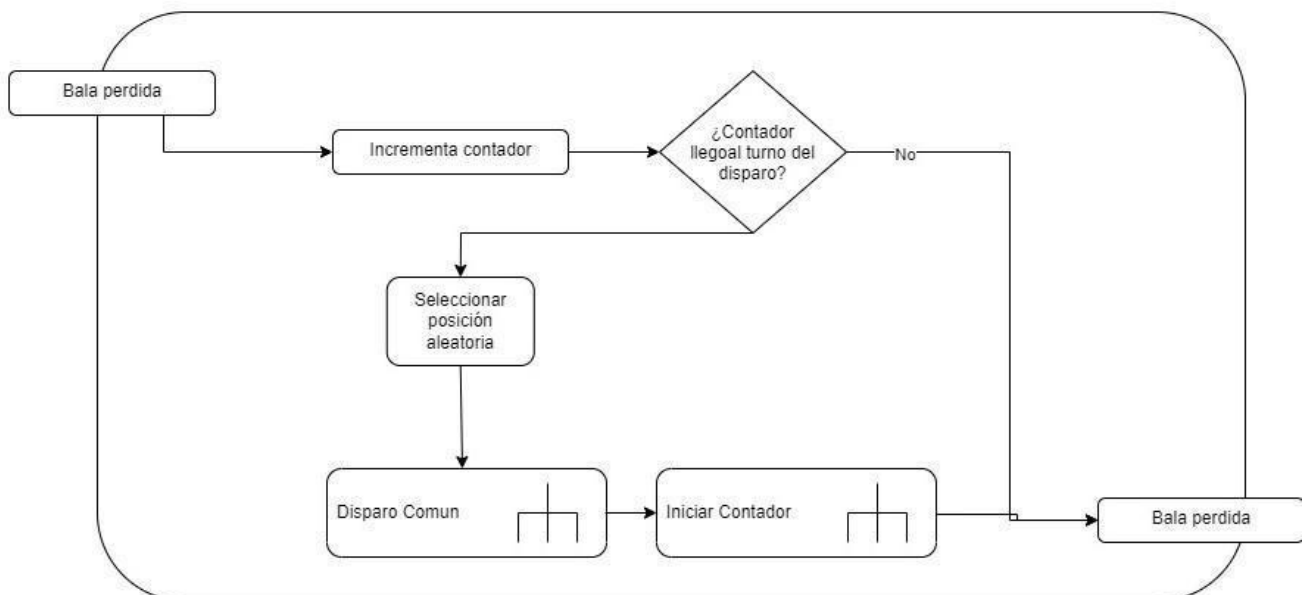 Bala perdida
Incrementa contador
¿Contador
llegoal turno del
disparo?
No
Seleccionar
posición
aleatoria
Disparo Comun
Iniciar Contador
Bala perdida